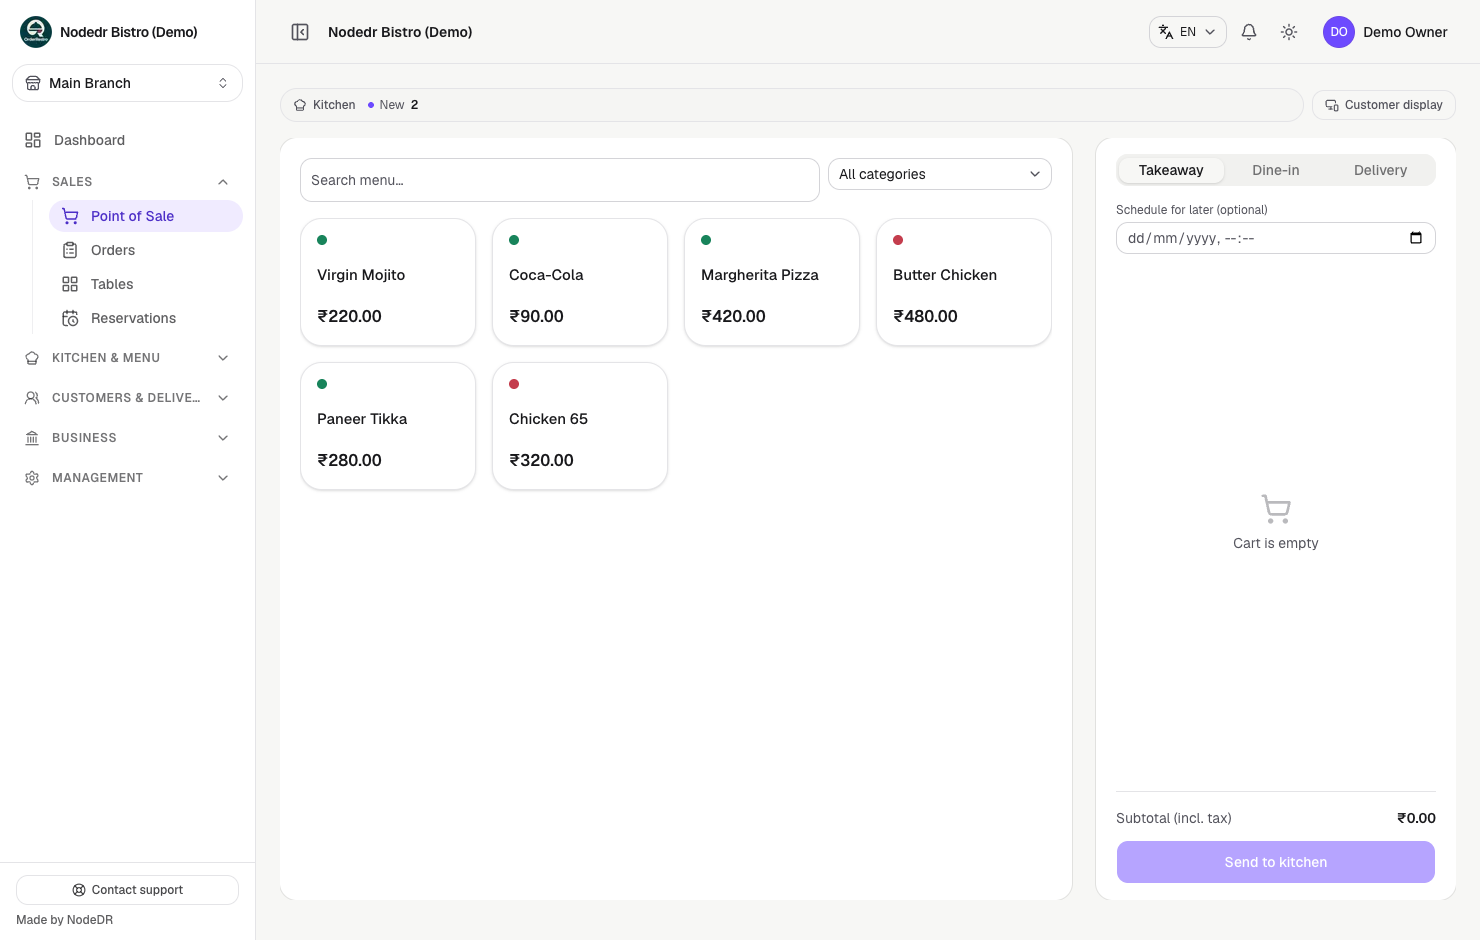 Nodedr Bistro (Demo)
Main Branch
Dashboard
SALES
Point of Sale
Orders
Tables
Reservations
KITCHEN & MENU
CUSTOMERS & DELIVE...
BUSINESS
MANAGEMENT
Contact support
Made by NodeDR
Nodedr Bistro (Demo)
EN
DO Demo Owner
Kitchen New 2
Customer display
Search menu...
All categories
Virgin Mojito
₹220.00
Coca-Cola
₹90.00
Margherita Pizza
₹420.00
Butter Chicken
₹480.00
Paneer Tikka
₹280.00
Chicken 65
₹320.00
Takeaway Dine-in Delivery
Schedule for later (optional)
dd/mm/yyyy, --:--
Cart is empty
Subtotal (incl. tax) ₹0.00
Send to kitchen